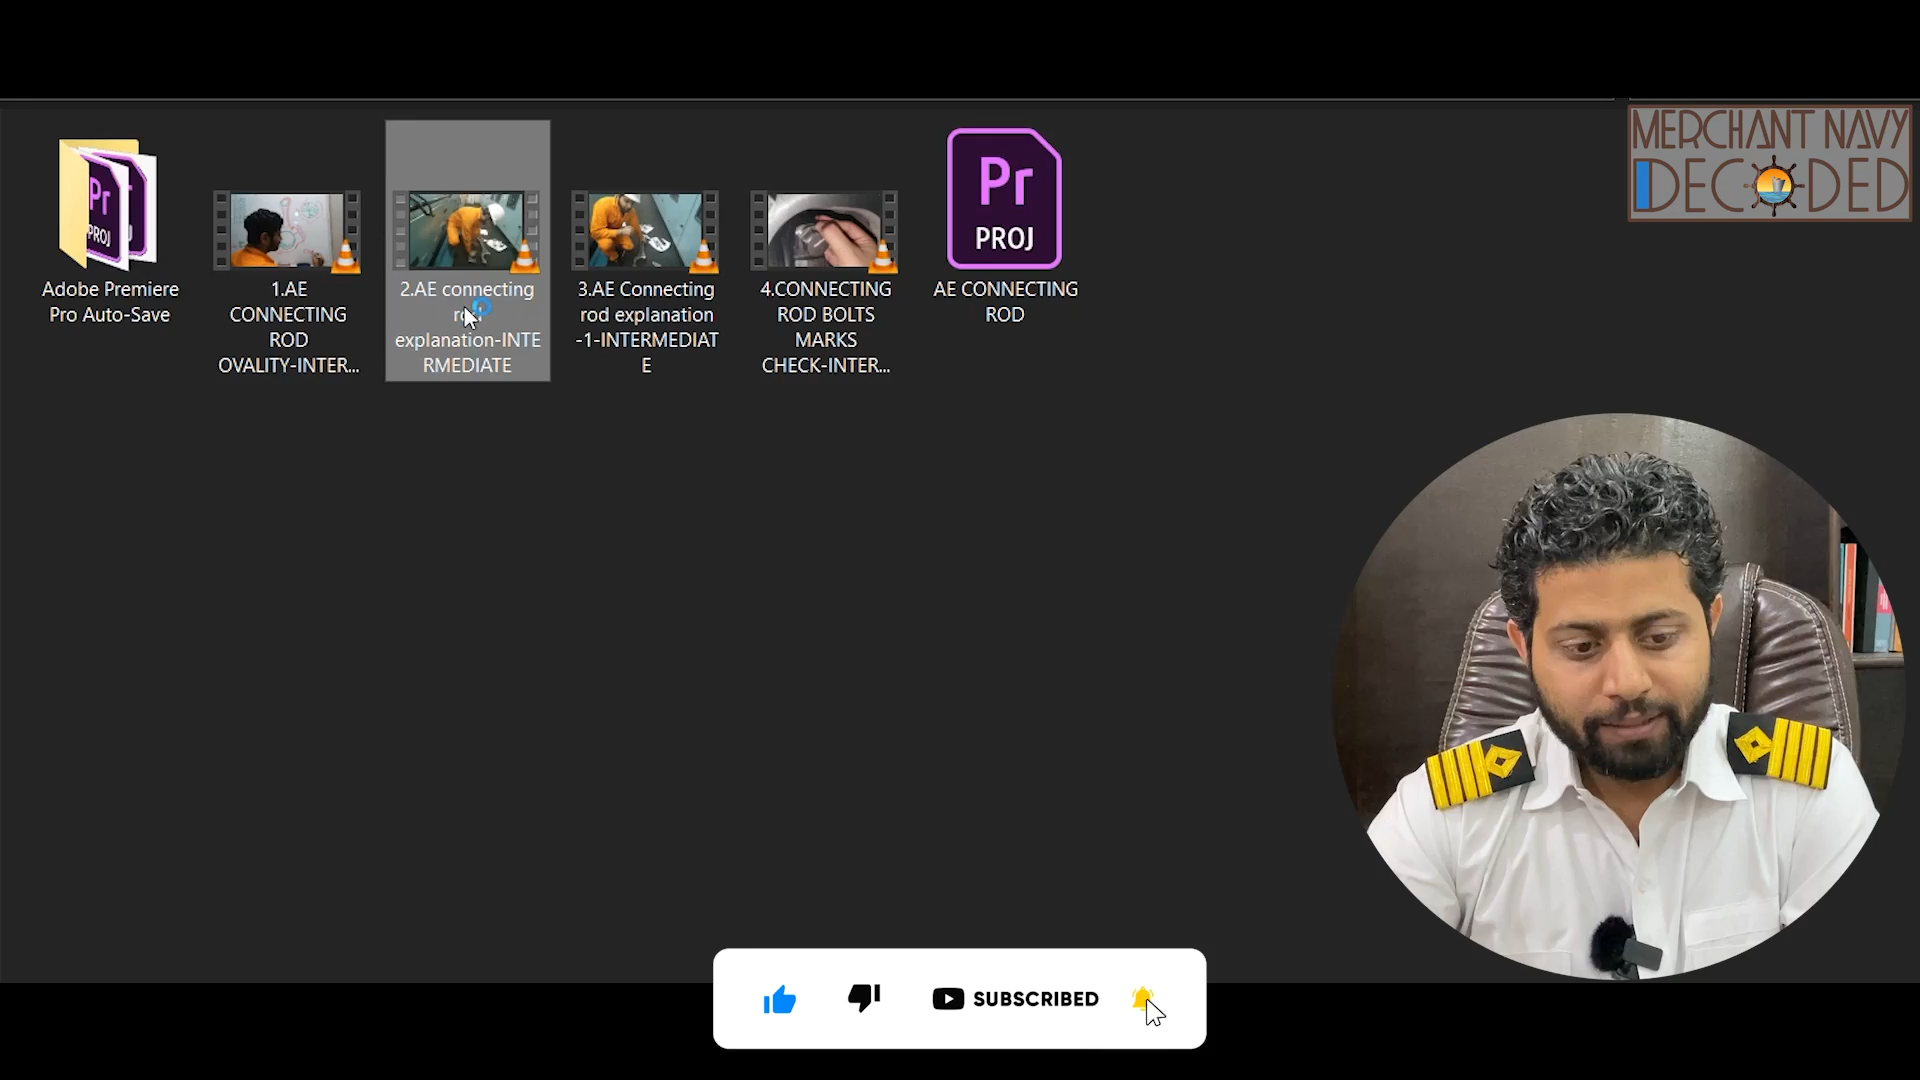 MERCHANT NAVY
DECODED
Pr
PROJ
Pr
PROJ
Adobe Premiere
Pro Auto-Save
1.AE
CONNECTING
ROD
OVALITY-INTER...
2.AE connecting
rod
explanation-INTE
RMEDIATE
3.AE Connecting
rod explanation
-1-INTERMEDIAT
E
4.CONNECTING
ROD BOLTS
MARKS
CHECK-INTER...
AE CONNECTING
ROD
SUBSCRIBED